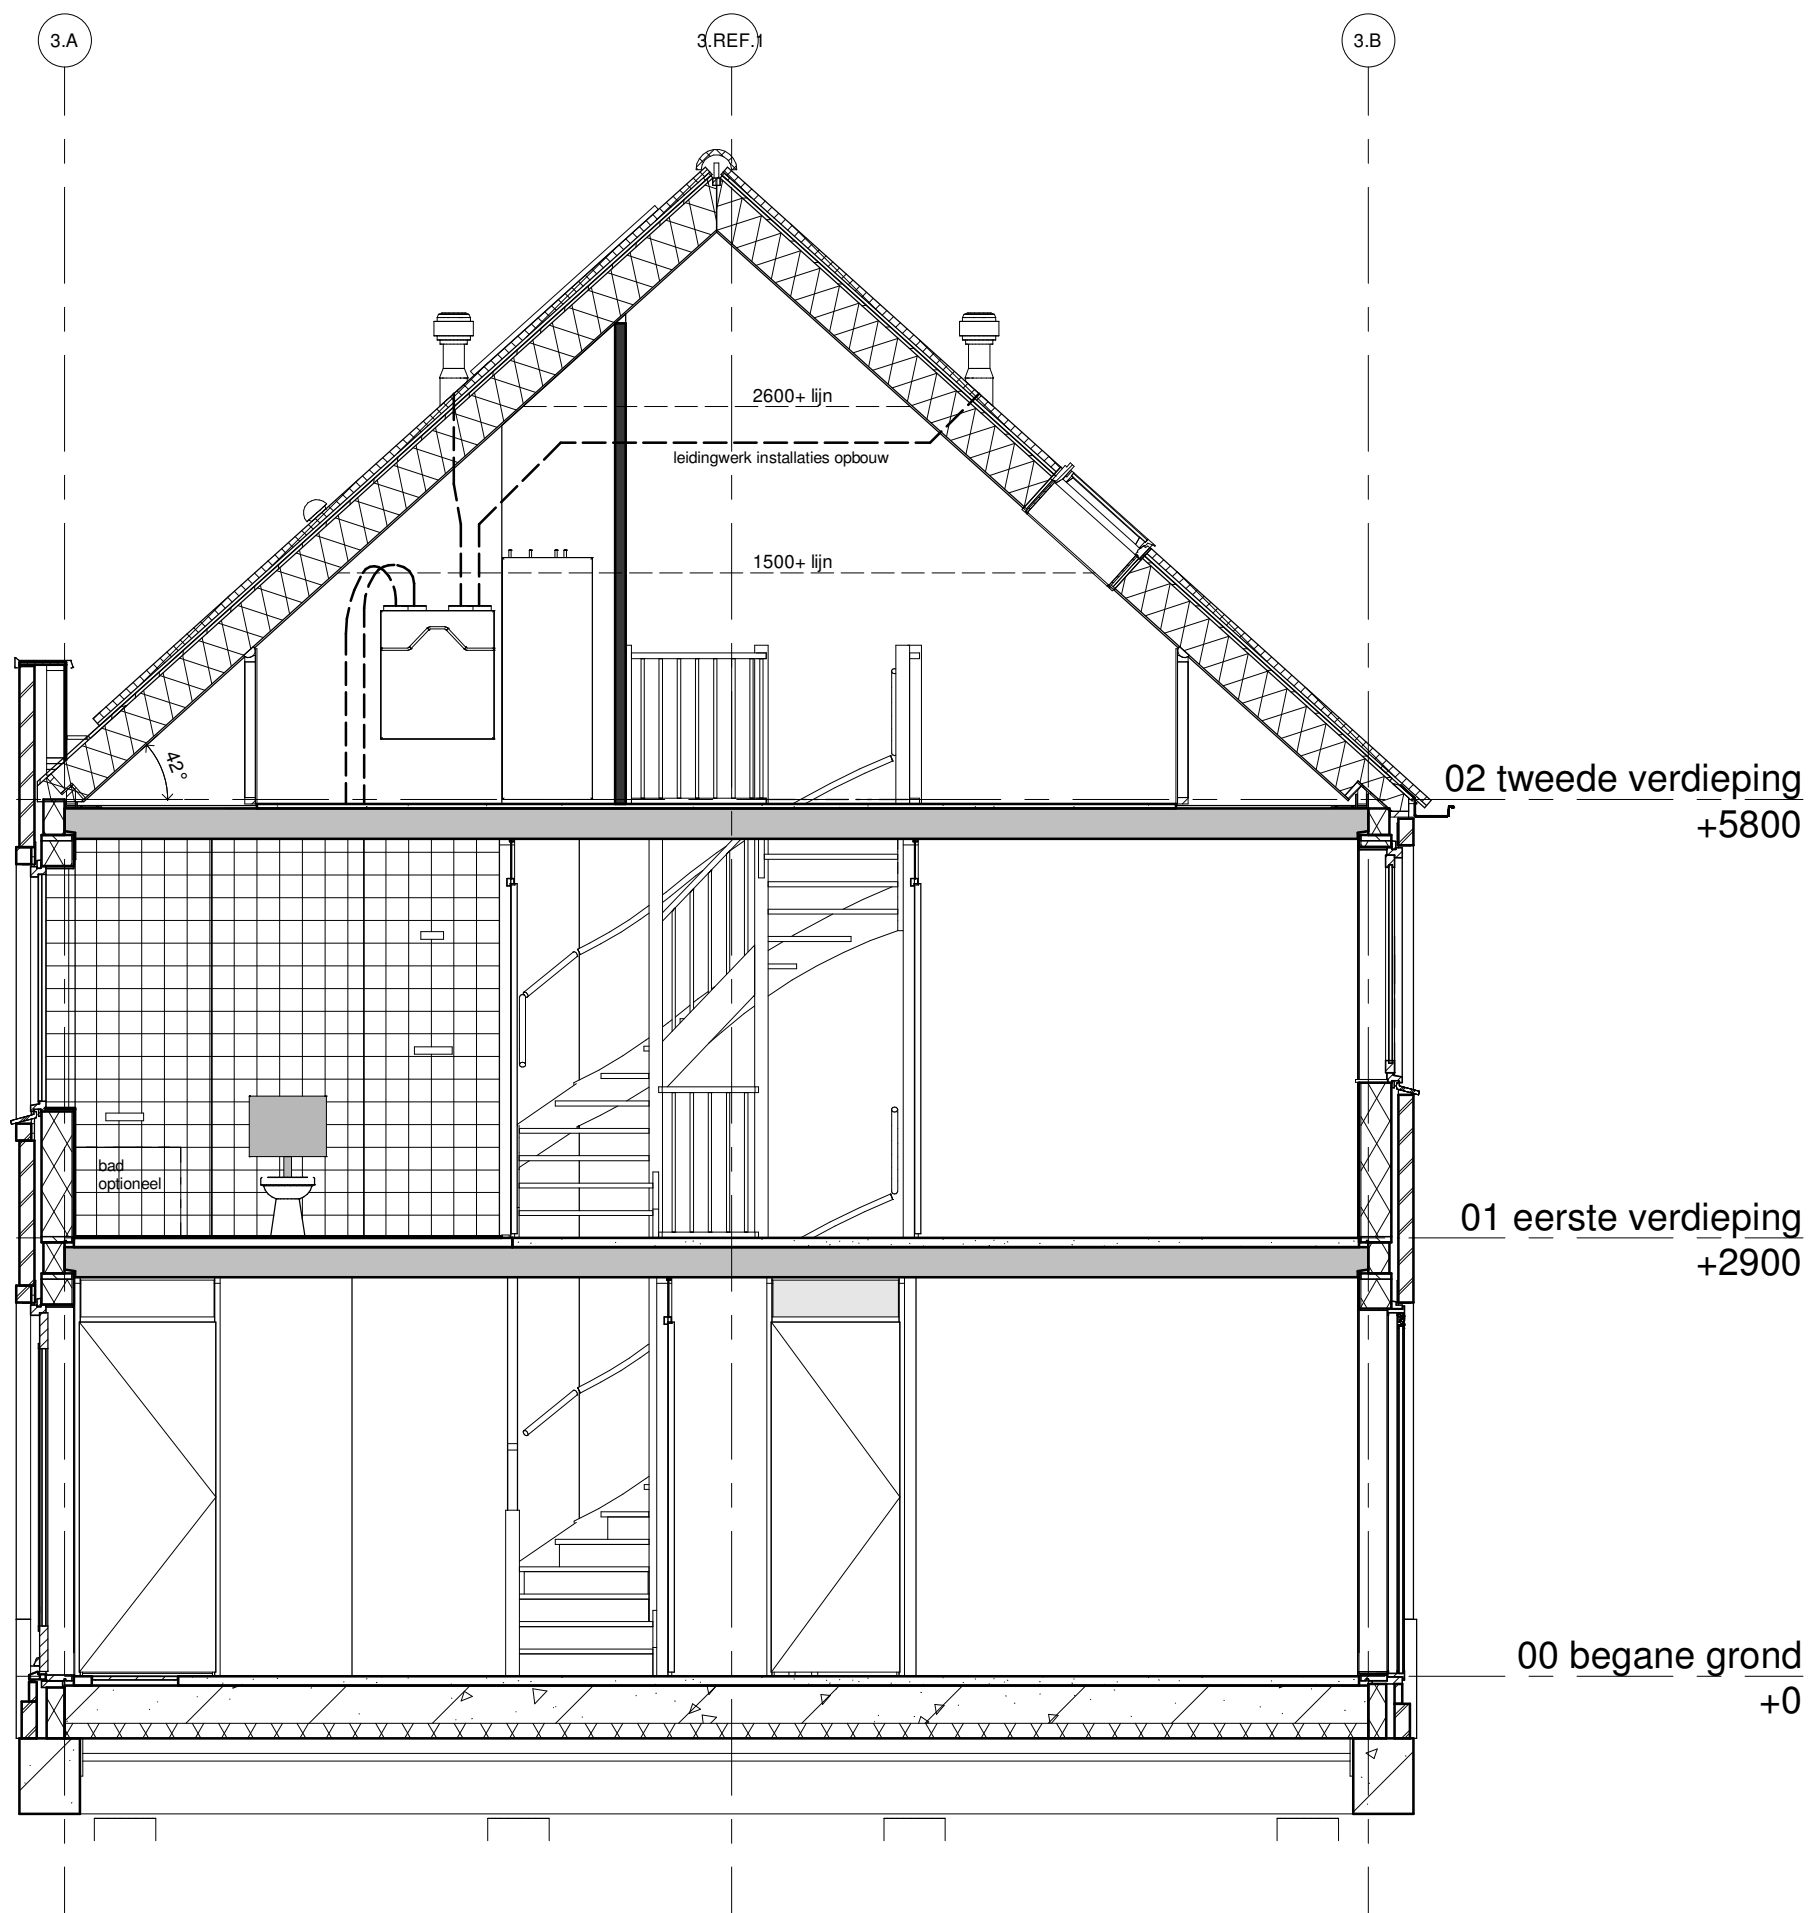 3.A
3.REF.1
3.B
2600+ lijn
leidingwerk installaties opbouw
1500+ lijn
42°
02 tweede verdieping
+5800
bad
optioneel
01 eerste verdieping
+2900
00 begane grond
+0